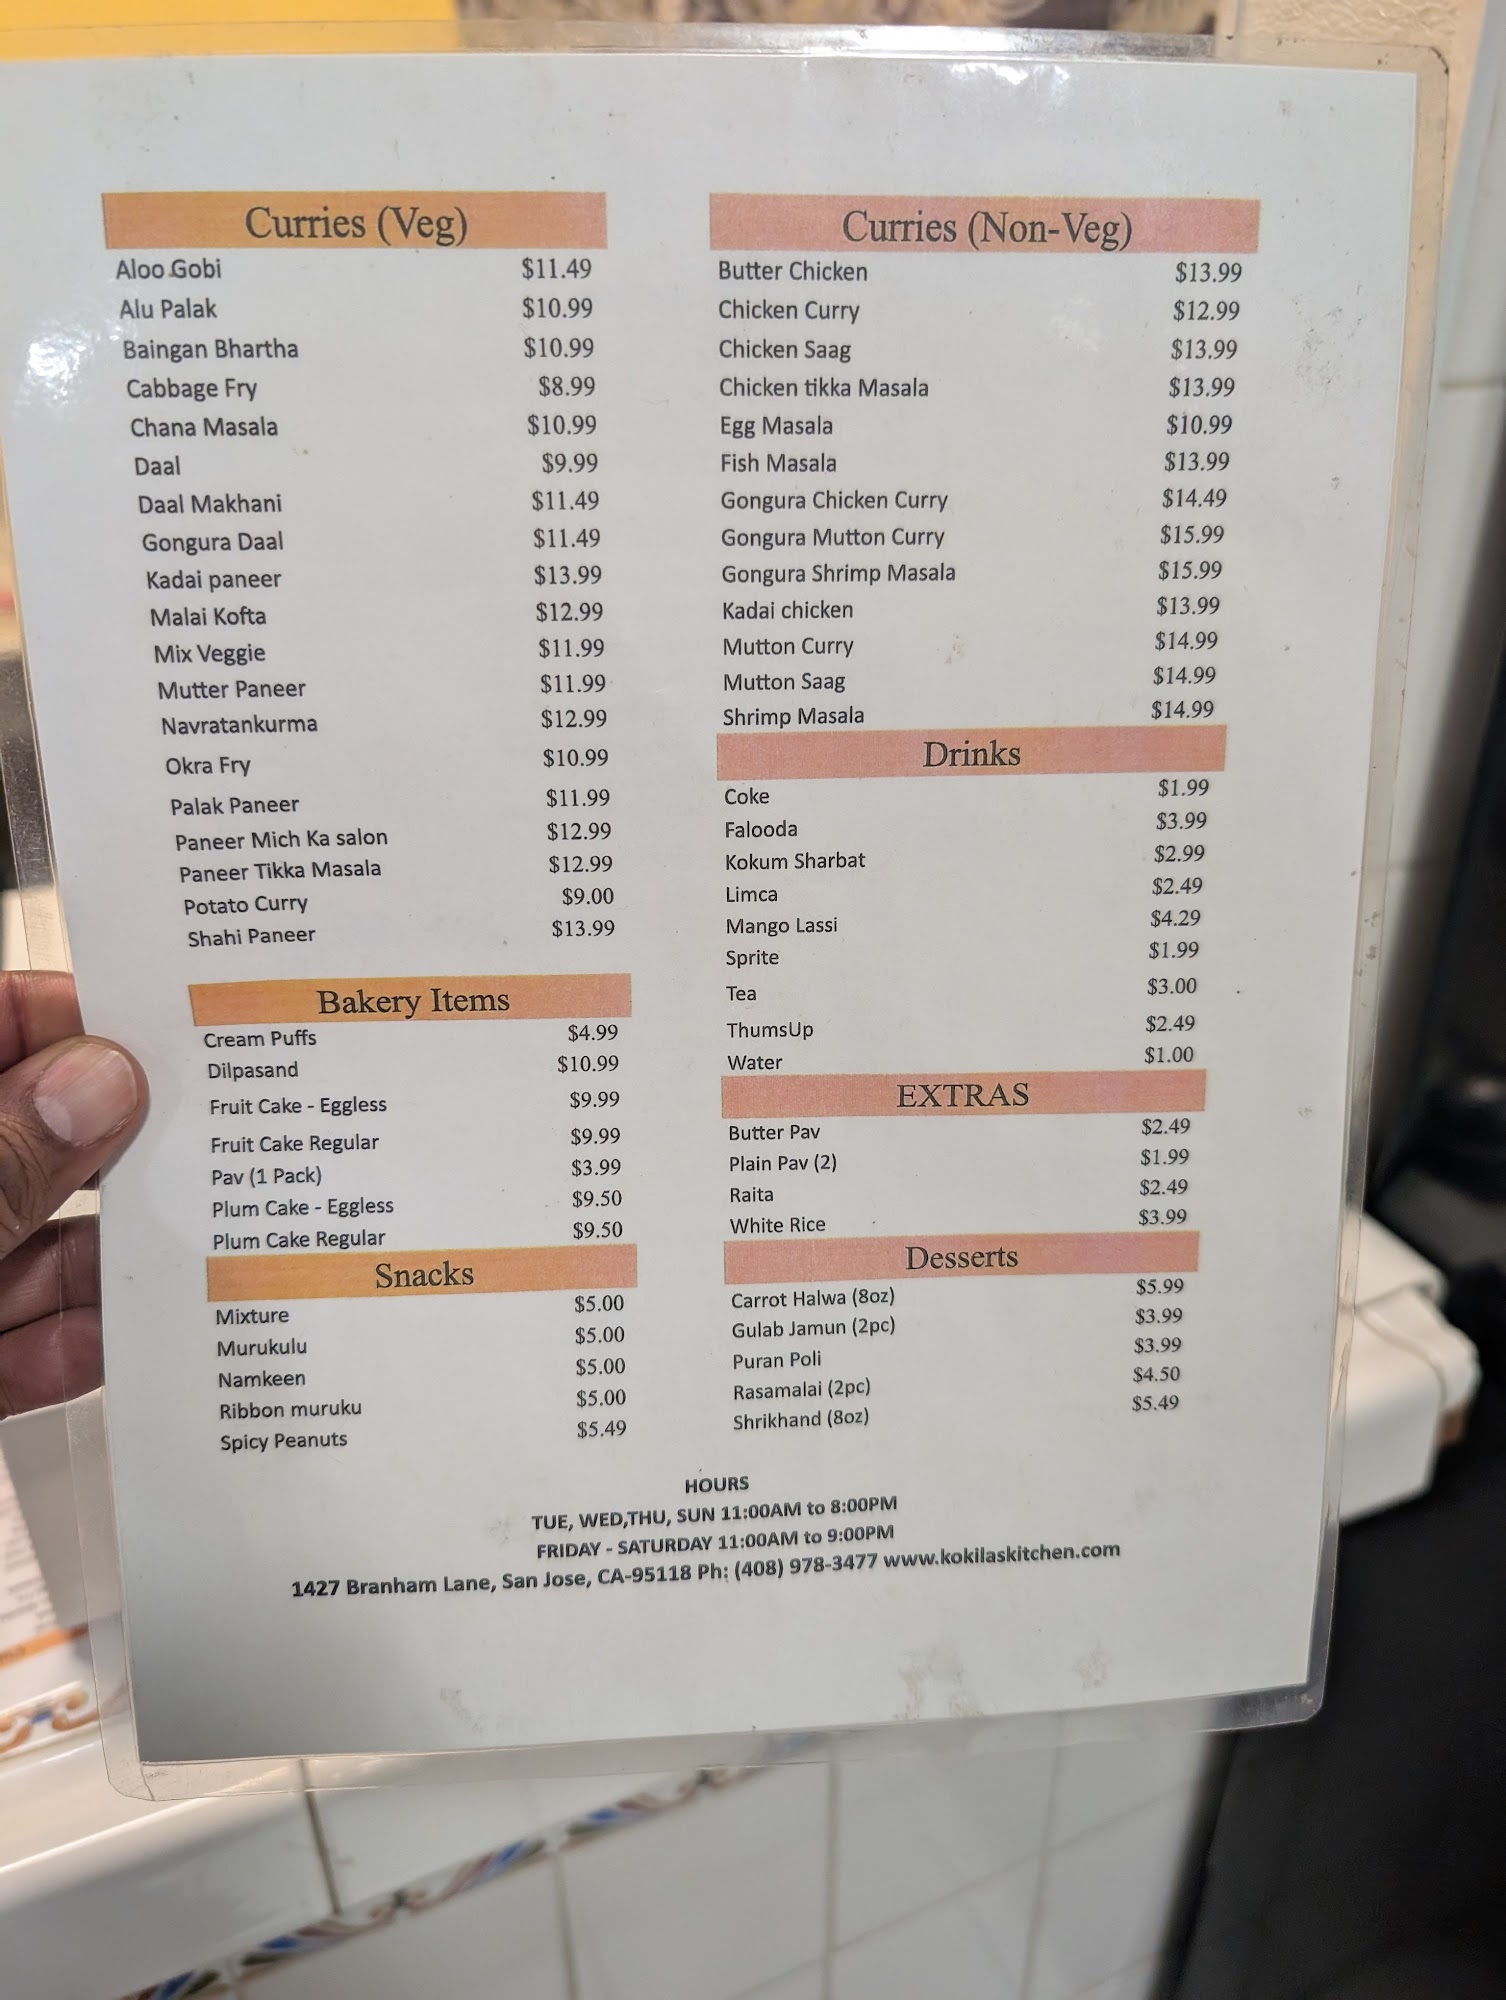 Curries (Veg)
Aloo Gobi $11.49
Alu Palak $10.99
Baingan Bhartha $10.99
Cabbage Fry $8.99
Chana Masala $10.99
Daal $9.99
Daal Makhani $11.49
Gongura Daal $11.49
Kadai paneer $13.99
Malai Kofta $12.99
Mix Veggie $11.99
Mutter Paneer $11.99
Navratankurma $12.99
Okra Fry $10.99
Palak Paneer $11.99
Paneer Mich Ka salon $12.99
Paneer Tikka Masala $12.99
Potato Curry $9.00
Shahi Paneer $13.99
Bakery Items
Cream Puffs $4.99
Dilpasand $10.99
Fruit Cake - Eggless $9.99
Fruit Cake Regular $9.99
Pav (1 Pack) $3.99
Plum Cake - Eggless $9.50
Plum Cake Regular $9.50
Snacks
Mixture $5.00
Murukulu $5.00
Namkeen $5.00
Ribbon muruku $5.00
Spicy Peanuts $5.49
Curries (Non-Veg)
Butter Chicken $13.99
Chicken Curry $12.99
Chicken Saag $13.99
Chicken tikka Masala $13.99
Egg Masala $10.99
Fish Masala $13.99
Gongura Chicken Curry $14.49
Gongura Mutton Curry $15.99
Gongura Shrimp Masala $15.99
Kadai chicken $13.99
Mutton Curry $14.99
Mutton Saag $14.99
Shrimp Masala $14.99
Drinks
Coke $1.99
Falooda $3.99
Kokum Sharbat $2.99
Limca $2.49
Mango Lassi $4.29
Sprite $1.99
Tea $3.00
ThumsUp $2.49
Water $1.00
EXTRAS
Butter Pav $2.49
Plain Pav (2) $1.99
Raita $2.49
White Rice $3.99
Desserts
Carrot Halwa (8oz) $5.99
Gulab Jamun (2pc) $3.99
Puran Poli $3.99
Rasamalai (2pc) $4.50
Shrikhand (8oz) $5.49
HOURS
TUE, WED,THU, SUN 11:00AM to 8:00PM
FRIDAY - SATURDAY 11:00AM to 9:00PM
1427 Branham Lane, San Jose, CA-95118 Ph: (408) 978-3477 www.kokilaskitchen.com